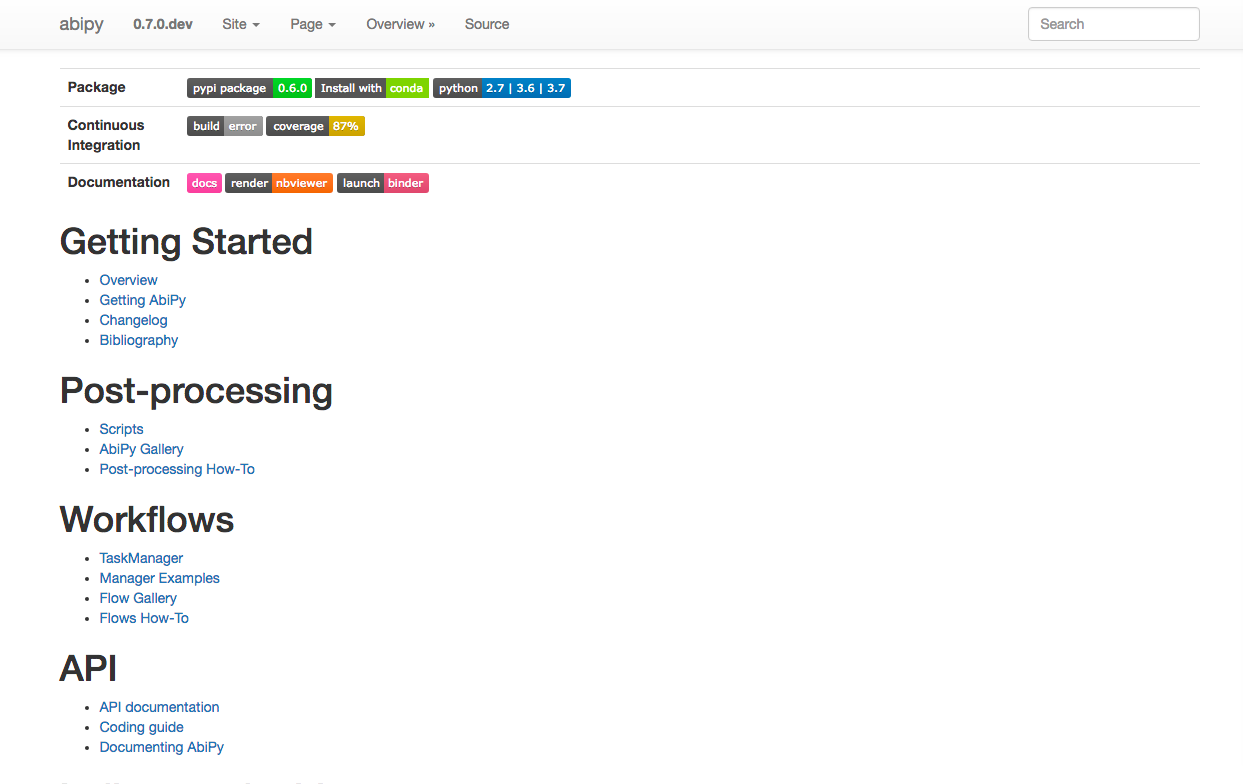 abipy 0.7.0.dev Site Page Overview » Source Search
Package pypi package 0.6.0 Install with conda python 2.7 | 3.6 | 3.7
Continuous
Integration
build error coverage 87%
Documentation docs render nbviewer launch binder
Getting Started
• Overview
• Getting AbiPy
• Changelog
• Bibliography
Post-processing
• Scripts
• AbiPy Gallery
• Post-processing How-To
Workflows
• TaskManager
• Manager Examples
• Flow Gallery
• Flows How-To
API
• API documentation
• Coding guide
• Documenting AbiPy